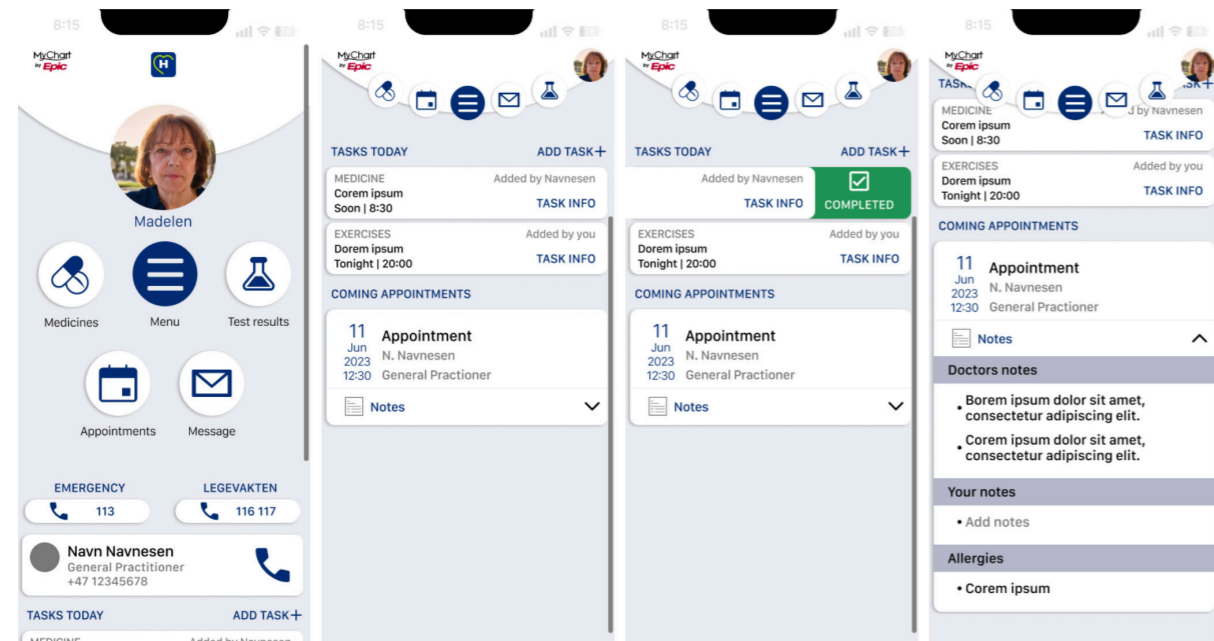 8:15
MyChart
by Epic
H
Madelen
Medicines
Menu
Test results
Appointments
Message
EMERGENCY
LEGEVAKTEN
113
116 117
Navn Navnesen
General Practitioner
+47 12345678
TASKS TODAY
ADD TASK+
MEDICINE
Added by Navnesen
8:15
MyChart
by Epic
TASKS TODAY
ADD TASK+
MEDICINE
Added by Navnesen
Corem ipsum
Soon | 8:30
TASK INFO
EXERCISES
Added by you
Dorem ipsum
Tonight | 20:00
TASK INFO
COMING APPOINTMENTS
11
Jun
2023
12:30
Appointment
N. Navnesen
General Practioner
Notes
8:15
MyChart
by Epic
TASKS TODAY
ADD TASK+
Added by Navnesen
TASK INFO
COMPLETED
EXERCISES
Added by you
Dorem ipsum
Tonight | 20:00
TASK INFO
COMING APPOINTMENTS
11
Jun
2023
12:30
Appointment
N. Navnesen
General Practioner
Notes
8:15
MyChart
by Epic
MEDICINE
by Navnesen
Corem ipsum
Soon | 8:30
TASK INFO
EXERCISES
Added by you
Dorem ipsum
Tonight | 20:00
TASK INFO
COMING APPOINTMENTS
11
Jun
2023
12:30
Appointment
N. Navnesen
General Practioner
Notes
Doctors notes
• Borem ipsum dolor sit amet,
consectetur adipiscing elit.
• Corem ipsum dolor sit amet,
consectetur adipiscing elit.
Your notes
• Add notes
Allergies
• Corem ipsum